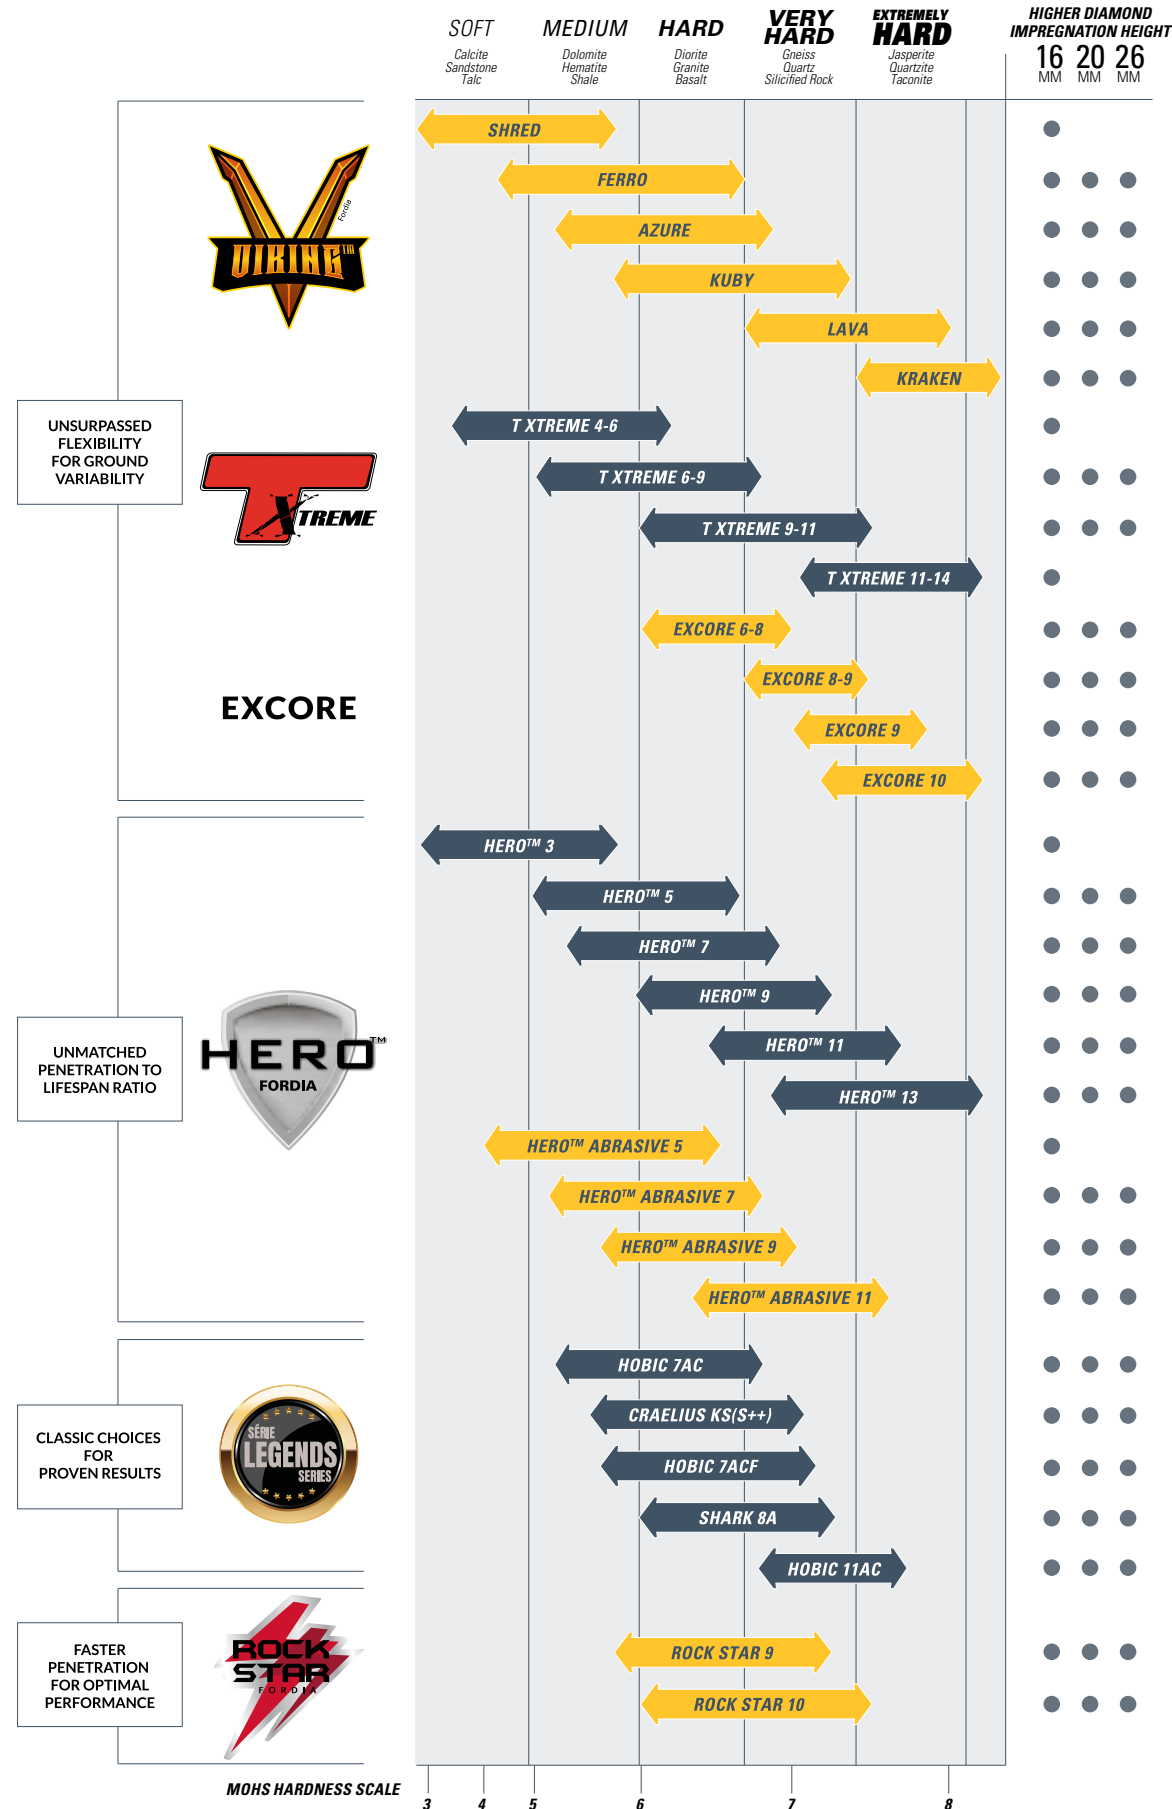 SOFT
Calcite
Sandstone
Talc
MEDIUM
Dolomite
Hematite
Shale
HARD
Diorite
Granite
Basalt
VERY
HARD
Gneiss
Quartz
Silicified Rock
EXTREMELY
HARD
Jasperite
Quartzite
Taconite
HIGHER DIAMOND
IMPREGNATION HEIGHT
16 20 26
MM MM MM
UNSURPASSED
FLEXIBILITY
FOR GROUND
VARIABILITY
Fordia
VIKING™
SHRED
FERRO
AZURE
KUBY
LAVA
KRAKEN
T XTREME
T XTREME 4-6
T XTREME 6-9
T XTREME 9-11
T XTREME 11-14
EXCORE
EXCORE 6-8
EXCORE 8-9
EXCORE 9
EXCORE 10
UNMATCHED
PENETRATION TO
LIFESPAN RATIO
HERO™
FORDIA
HERO™ 3
HERO™ 5
HERO™ 7
HERO™ 9
HERO™ 11
HERO™ 13
HERO™ ABRASIVE 5
HERO™ ABRASIVE 7
HERO™ ABRASIVE 9
HERO™ ABRASIVE 11
CLASSIC CHOICES
FOR
PROVEN RESULTS
SÉRIE
LEGENDS
SERIES
HOBIC 7AC
CRAELIUS KS(S++)
HOBIC 7ACF
SHARK 8A
HOBIC 11AC
FASTER
PENETRATION
FOR OPTIMAL
PERFORMANCE
ROCK
STAR
FORDIA
ROCK STAR 9
ROCK STAR 10
MOHS HARDNESS SCALE
3 4 5 6 7 8